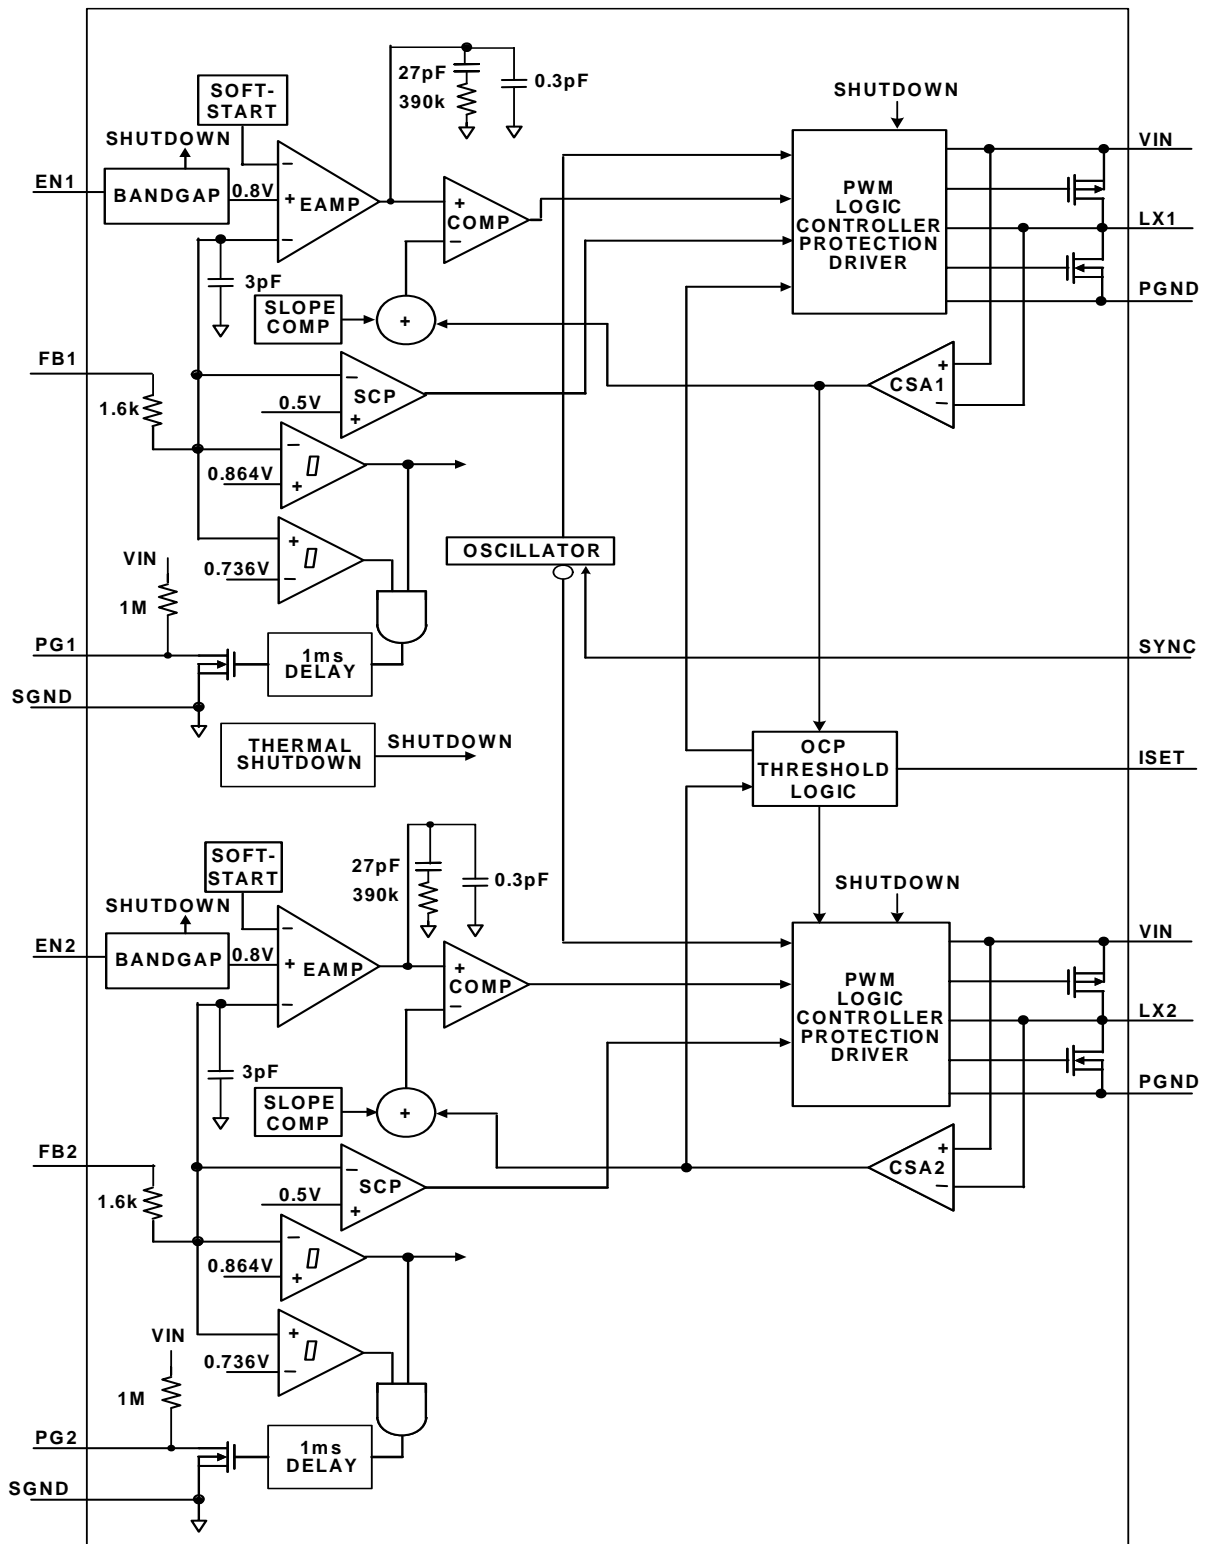 27pF
390k
0.3pF
SOFT-
START
SHUTDOWN
SHUTDOWN
VIN
EN1
BANDGAP
0.8V
+
EAMP
COMP
PWM
LOGIC
CONTROLLER
PROTECTION
DRIVER
LX1
3pF
SLOPE
COMP
+
PGND
FB1
1.6k
0.5V
SCP
CSA1
0.864V
0.736V
OSCILLATOR
VIN
1M
PG1
1ms
DELAY
SYNC
SGND
THERMAL
SHUTDOWN
SHUTDOWN
OCP
THRESHOLD
LOGIC
ISET
SOFT-
START
27pF
390k
0.3pF
SHUTDOWN
SHUTDOWN
VIN
EN2
BANDGAP
0.8V
+
EAMP
COMP
PWM
LOGIC
CONTROLLER
PROTECTION
DRIVER
LX2
3pF
SLOPE
COMP
+
PGND
FB2
1.6k
0.5V
SCP
CSA2
0.864V
0.736V
VIN
1M
PG2
1ms
DELAY
SGND